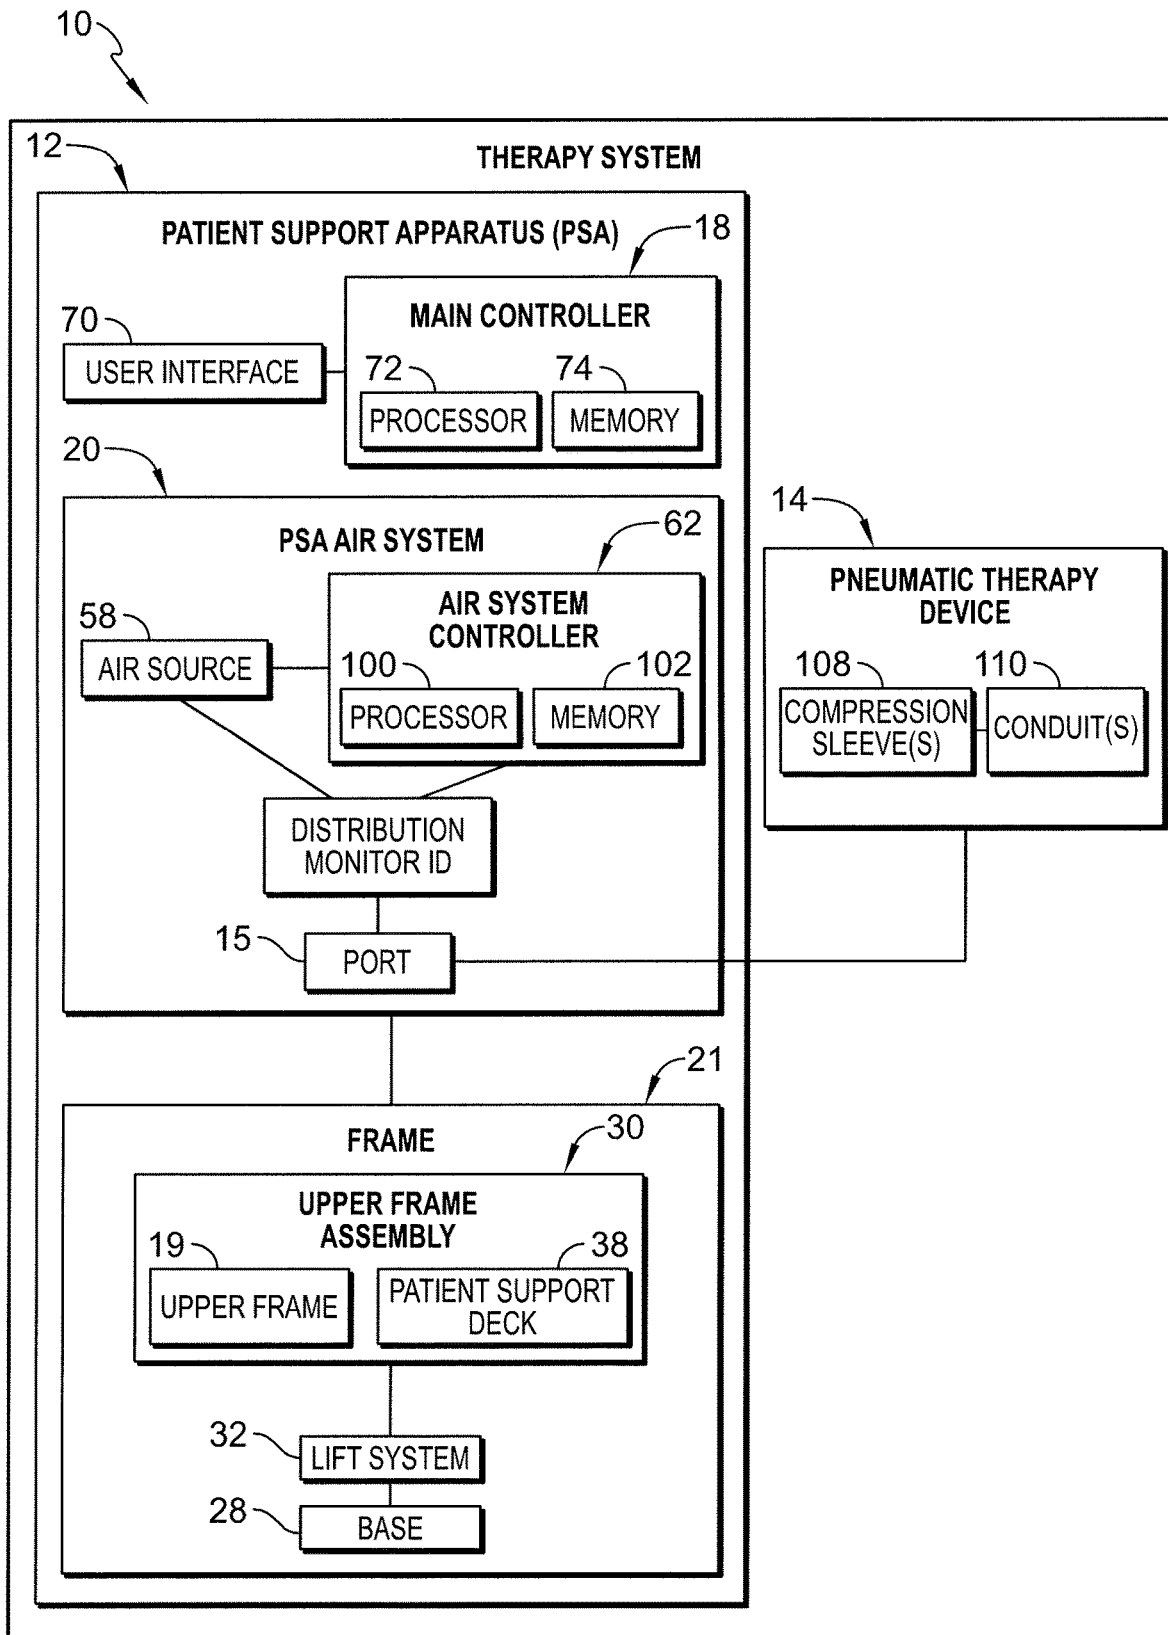 10
12
THERAPY SYSTEM
PATIENT SUPPORT APPARATUS (PSA)
18
MAIN CONTROLLER
70
USER INTERFACE
72
74
PROCESSOR
MEMORY
20
PSA AIR SYSTEM
62
AIR SYSTEM
CONTROLLER
58
AIR SOURCE
100
102
PROCESSOR
MEMORY
DISTRIBUTION
MONITOR ID
15
PORT
14
PNEUMATIC THERAPY
DEVICE
108
110
COMPRESSION
SLEEVE(S)
CONDUIT(S)
21
FRAME
30
UPPER FRAME
ASSEMBLY
19
38
UPPER FRAME
PATIENT SUPPORT
DECK
32
LIFT SYSTEM
28
BASE